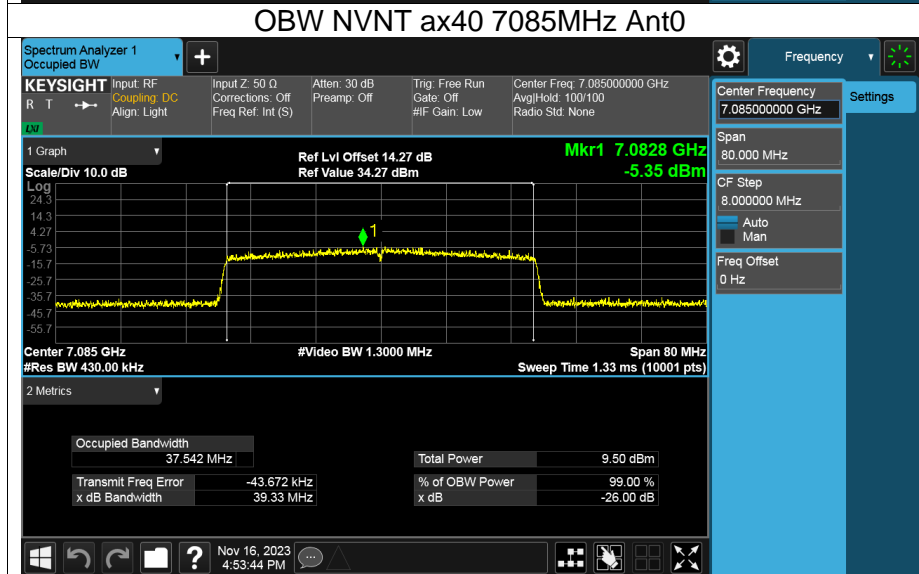 OBW NVNT ax40 7085MHz Ant0
Spectrum Analyzer 1
Occupied BW
+
Frequency
KEYSIGHT
R T
LXI
Input: RF
Coupling: DC
Align: Light
Input Z: 50 Ω
Corrections: Off
Freq Ref: Int (S)
Atten: 30 dB
Preamp: Off
Trig: Free Run
Gate: Off
#IF Gain: Low
Center Freq: 7.085000000 GHz
Avg|Hold: 100/100
Radio Std: None
Center Frequency
7.085000000 GHz
Settings
Span
80.000 MHz
CF Step
8.000000 MHz
Auto
Man
Freq Offset
0 Hz
1 Graph
Scale/Div 10.0 dB
Ref Lvl Offset 14.27 dB
Ref Value 34.27 dBm
Mkr1 7.0828 GHz
-5.35 dBm
Log
24.3
14.3
4.27
-5.73
-15.7
-25.7
-35.7
-45.7
-55.7
1
Center 7.085 GHz
#Res BW 430.00 kHz
#Video BW 1.3000 MHz
Span 80 MHz
Sweep Time 1.33 ms (10001 pts)
2 Metrics
Occupied Bandwidth
37.542 MHz
Total Power 9.50 dBm
Transmit Freq Error -43.672 kHz
% of OBW Power 99.00 %
x dB Bandwidth 39.33 MHz
x dB -26.00 dB
?
Nov 16, 2023
4:53:44 PM